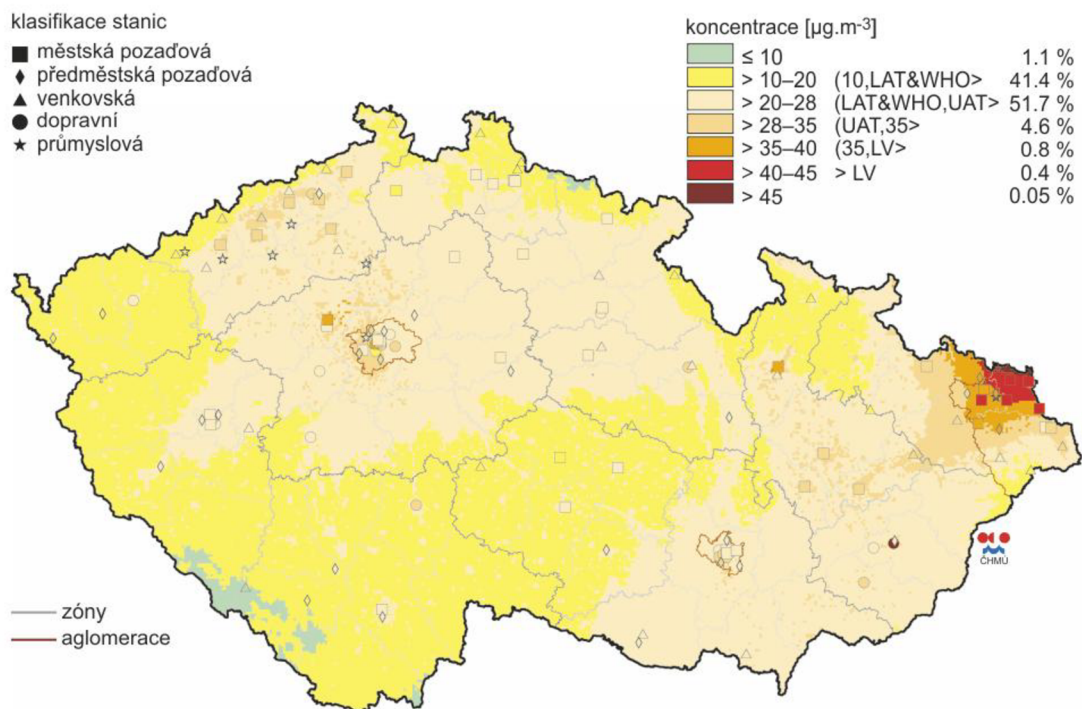 klasifikace stanic
městská pozaďová
předměstská pozaďová
venkovská
dopravní
průmyslová
koncentrace [µg.m-3]
≤ 10 1.1 %
> 10–20 (10,LAT&WHO> 41.4 %
> 20–28 (LAT&WHO,UAT> 51.7 %
> 28–35 (UAT,35> 4.6 %
> 35–40 (35,LV> 0.8 %
> 40–45 > LV 0.4 %
> 45 0.05 %
ČHMÚ
zóny
aglomerace